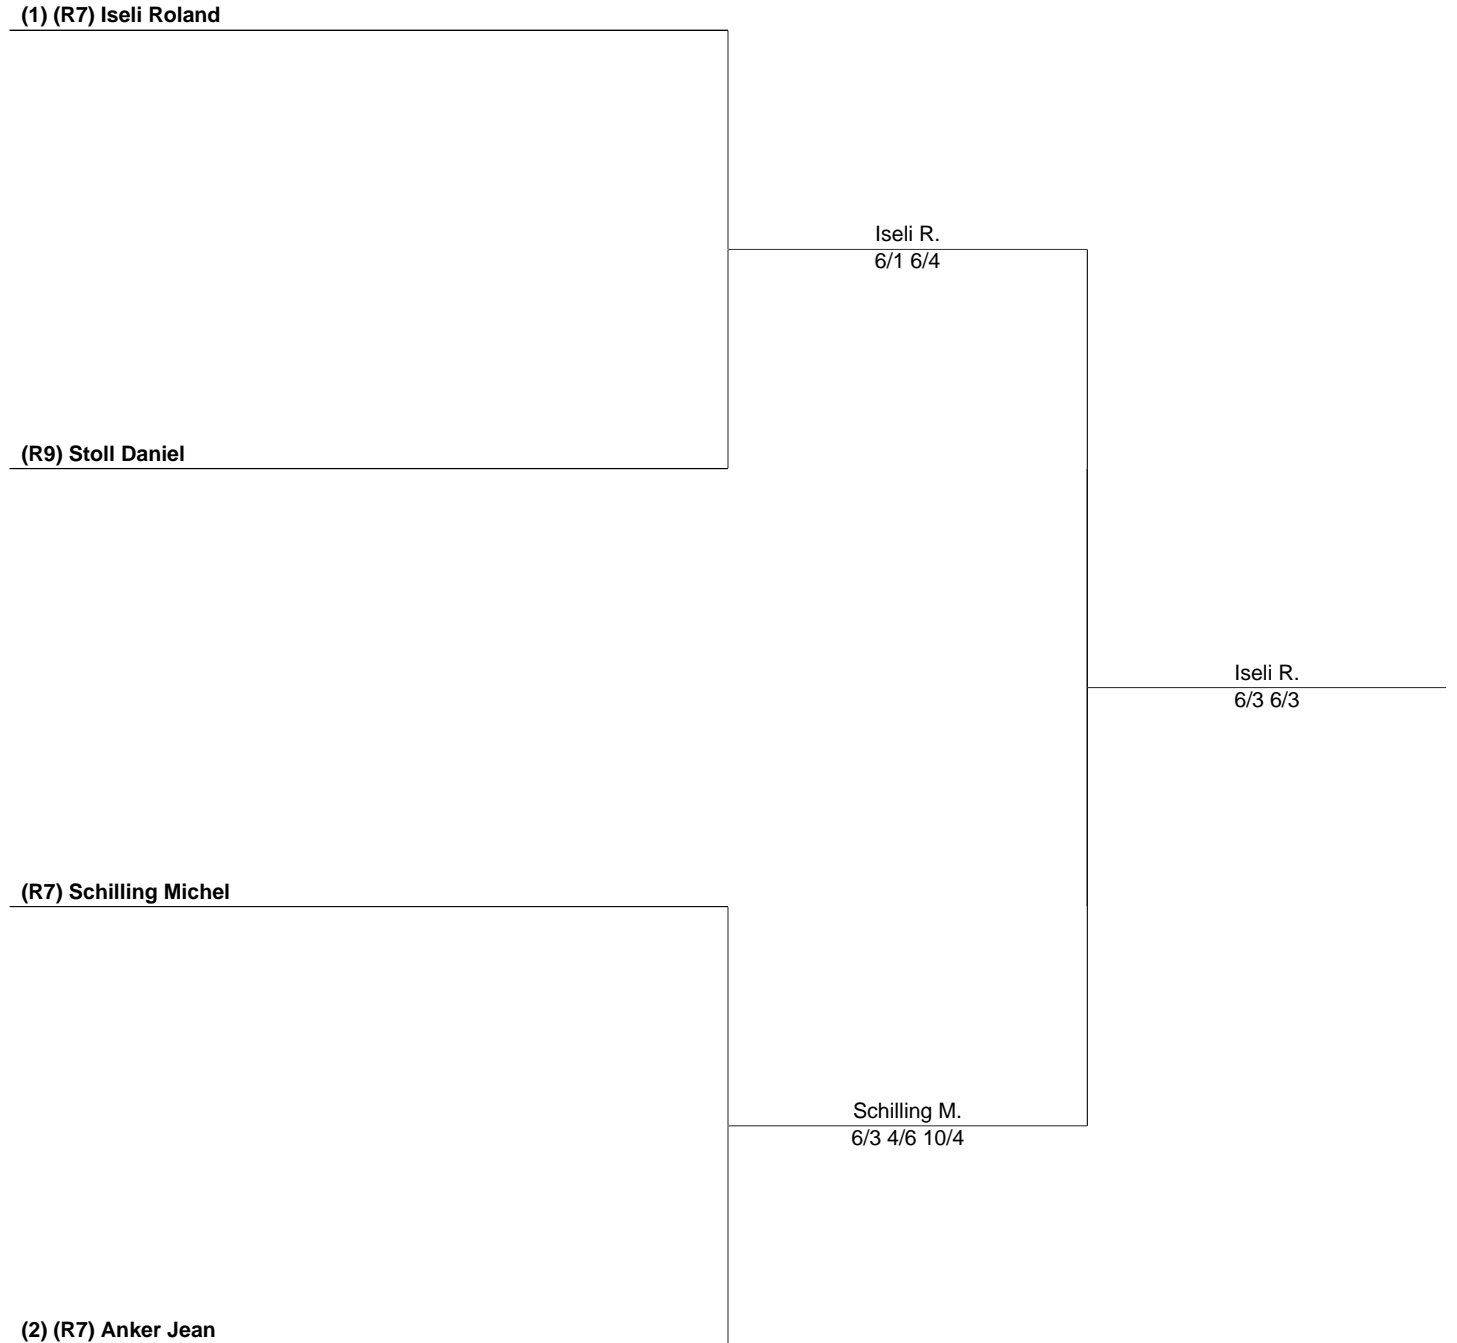 (1) (R7) Iseli Roland
Iseli R.
6/1 6/4
(R9) Stoll Daniel
Iseli R.
6/3 6/3
(R7) Schilling Michel
Schilling M.
6/3 4/6 10/4
(2) (R7) Anker Jean